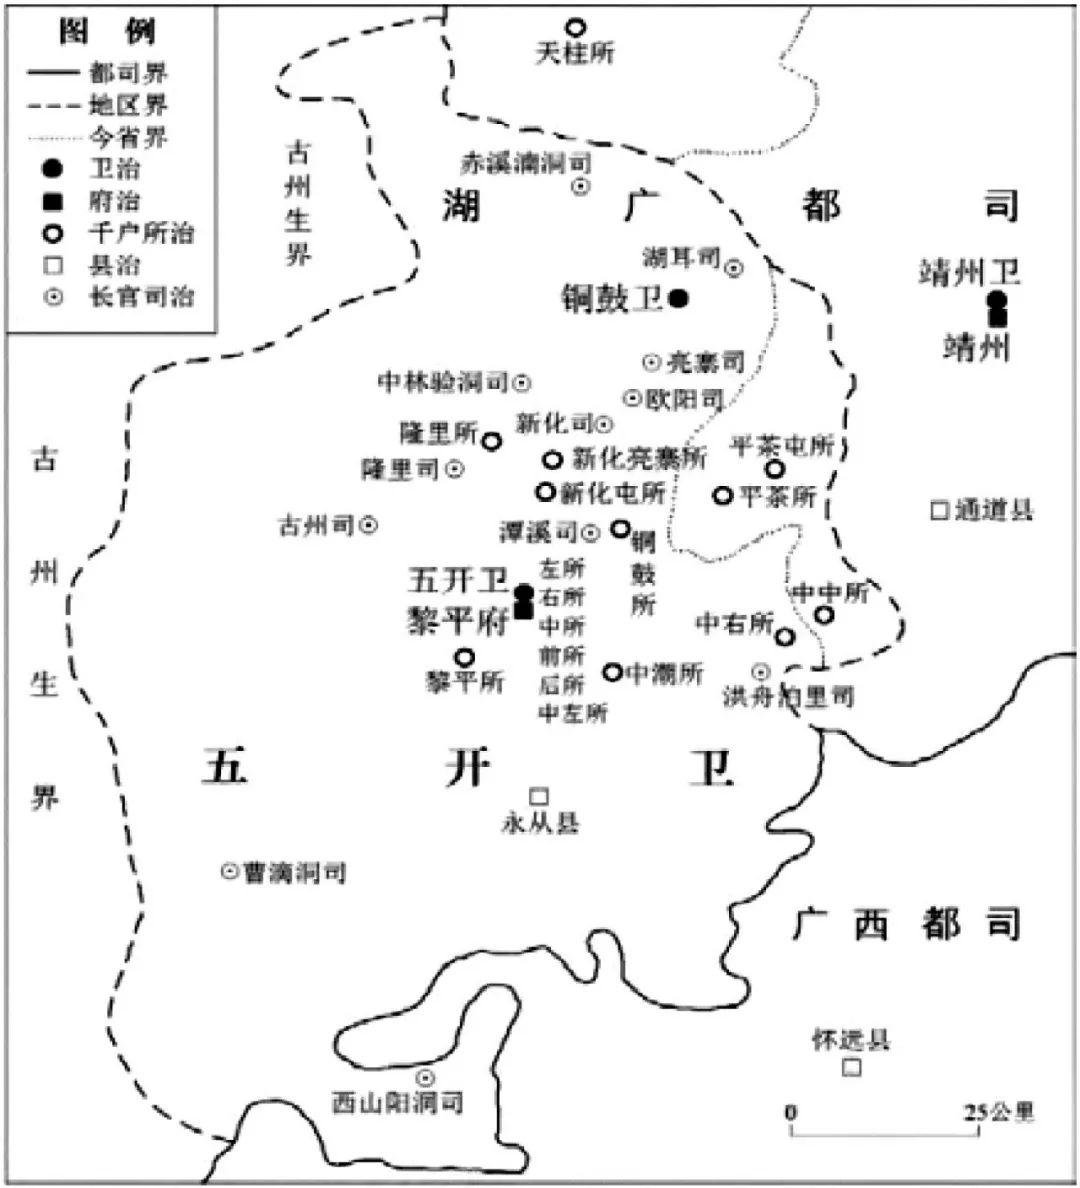 图 例
都司界
地区界
今省界
卫治
府治
千户所治
县治
长官司治
天柱所
古州生界
赤溪湳洞司
湖 广 都 司
湖耳司
铜鼓卫
靖州卫
靖州
亮寨司
中林验洞司
欧阳司
新化司
隆里所
新化亮寨所
平茶屯所
隆里司
新化屯所
平茶所
通道县
古州司
潭溪司
铜鼓所
古州生界
五开卫
黎平府
左所
右所
中所
前所
后所
中左所
中中所
中右所
黎平所
中潮所
洪舟泊里司
五 开 卫
永从县
曹滴洞司
广西都司
怀远县
西山阳洞司
0 25公里